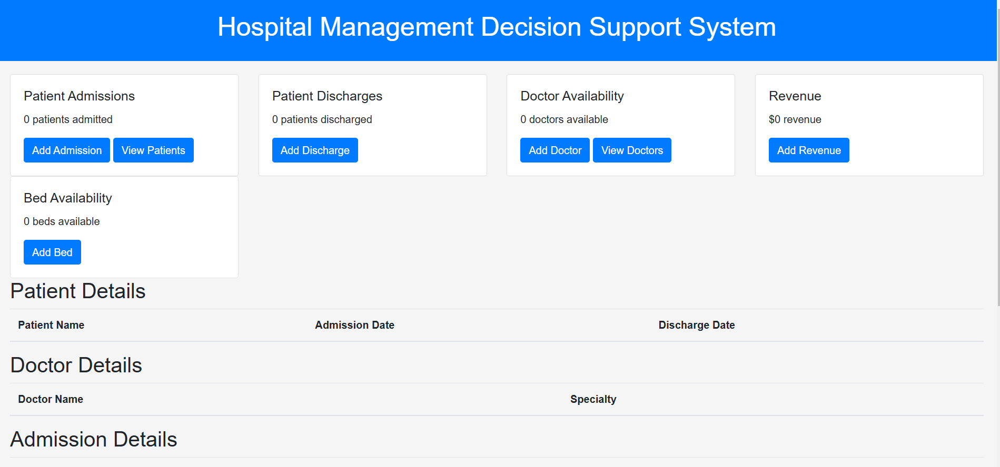 Hospital Management Decision Support System
Patient Admissions
0 patients admitted
Add Admission View Patients
Patient Discharges
0 patients discharged
Add Discharge
Doctor Availability
0 doctors available
Add Doctor View Doctors
Revenue
$0 revenue
Add Revenue
Bed Availability
0 beds available
Add Bed
Patient Details
Patient Name Admission Date Discharge Date
Doctor Details
Doctor Name Specialty
Admission Details